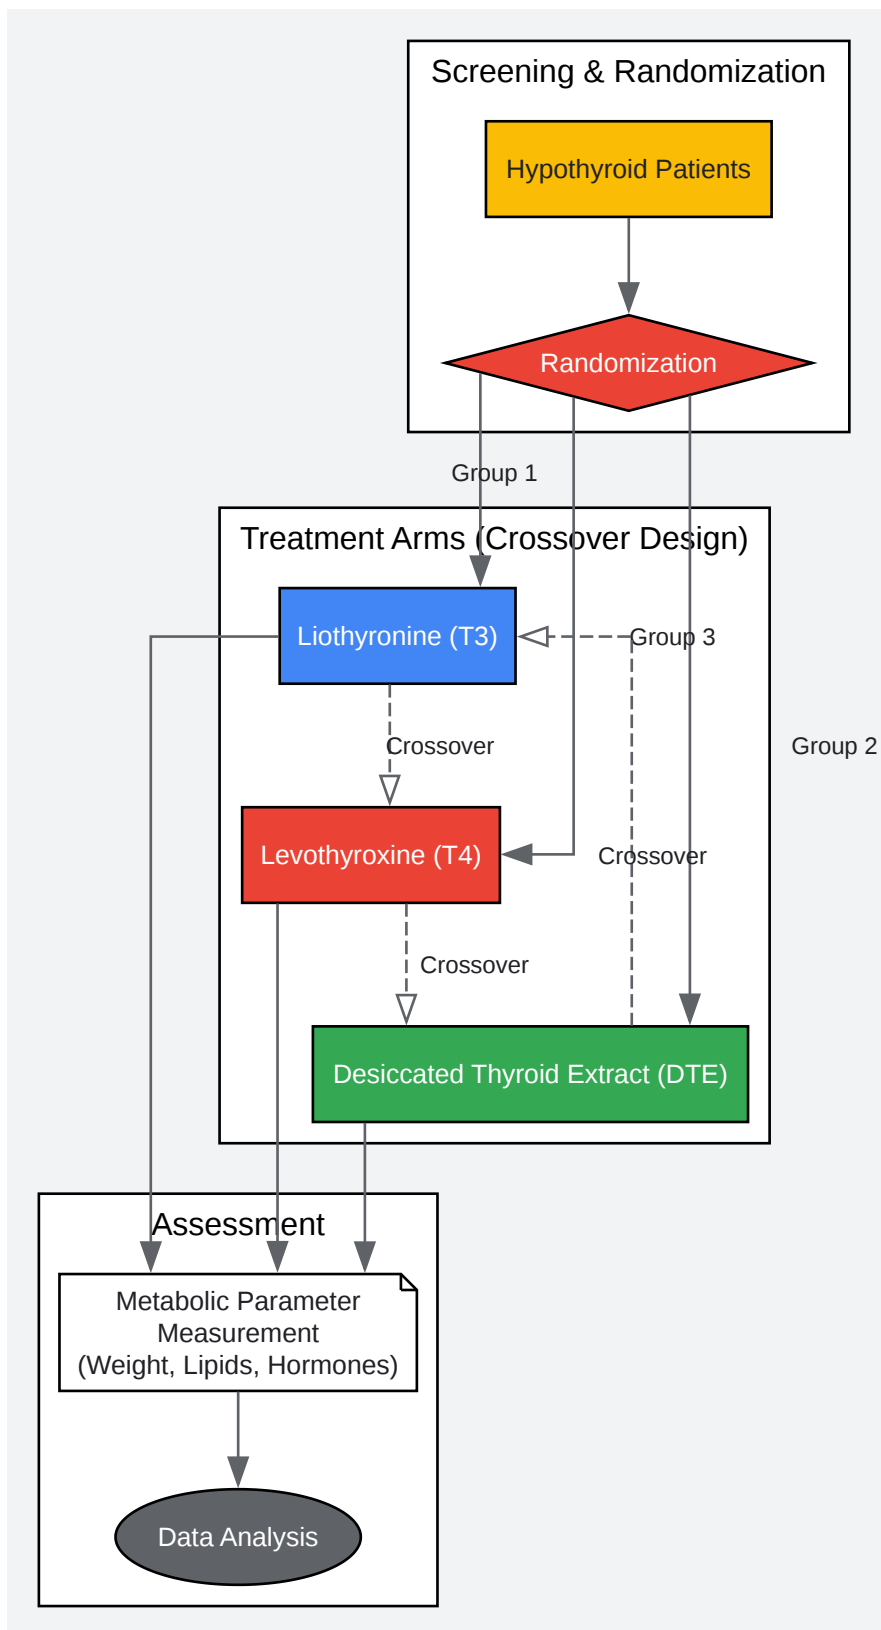 Screening & Randomization
Hypothyroid Patients
Randomization
Group 1
Treatment Arms (Crossover Design)
Liothyronine (T3)
Group 3
Crossover
Group 2
Levothyroxine (T4)
Crossover
Crossover
Desiccated Thyroid Extract (DTE)
Assessment
Metabolic Parameter
Measurement
(Weight, Lipids, Hormones)
Data Analysis